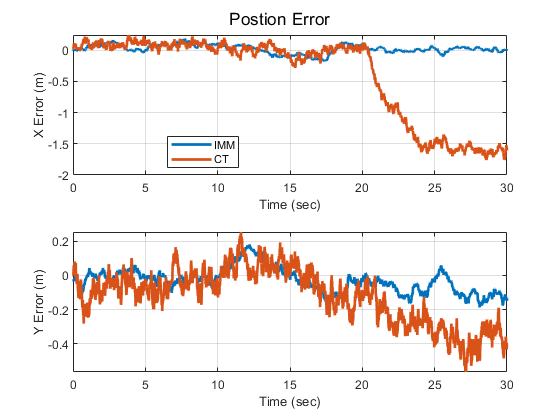 Postion Error
X Error (m)
0
-0.5
-1
-1.5
-2
IMM
CT
0 5 10 15 20 25 30
Time (sec)
Y Error (m)
0.2
0
-0.2
-0.4
0 5 10 15 20 25 30
Time (sec)